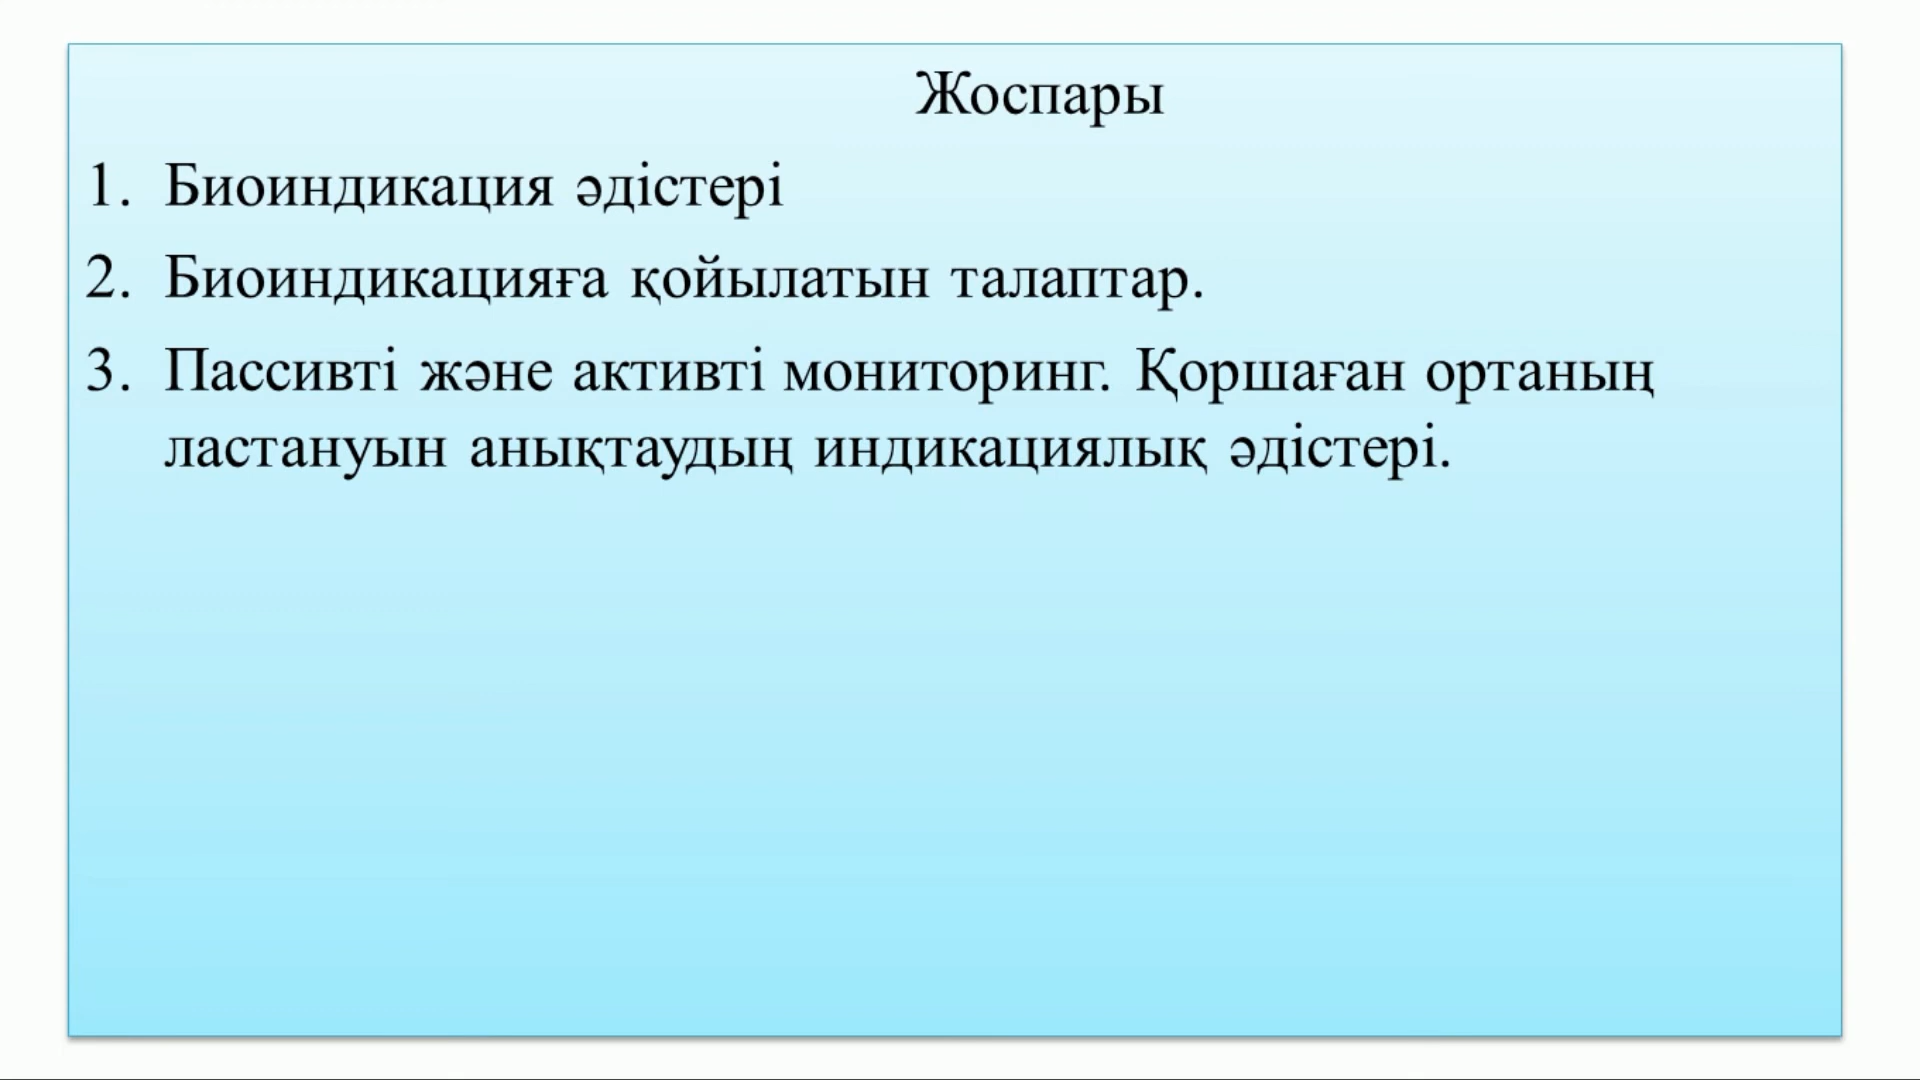 Жоспары
1. Биоиндикация әдістері
2. Биоиндикацияға қойылатын талаптар.
3. Пассивті және активті мониторинг. Қоршаған ортаның
ластануын анықтаудың индикациялық әдістері.